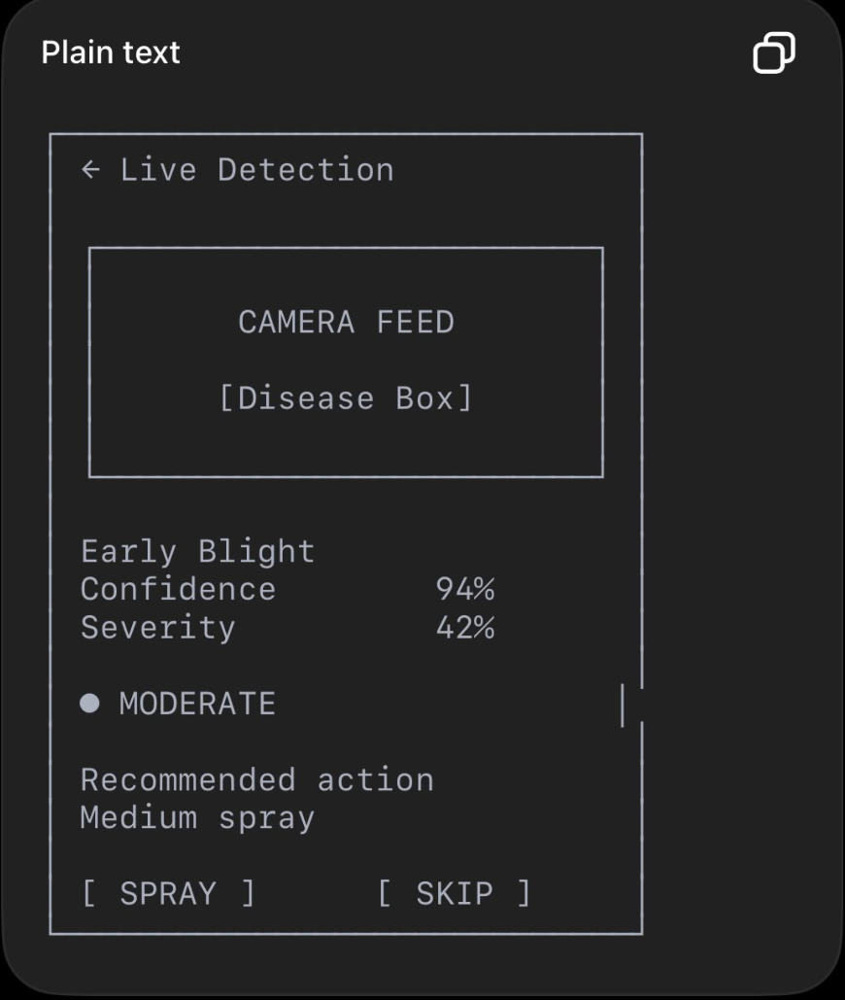 Plain text
← Live Detection
CAMERA FEED
[Disease Box]
Early Blight
Confidence 94%
Severity 42%
● MODERATE
Recommended action
Medium spray
[ SPRAY ] [ SKIP ]